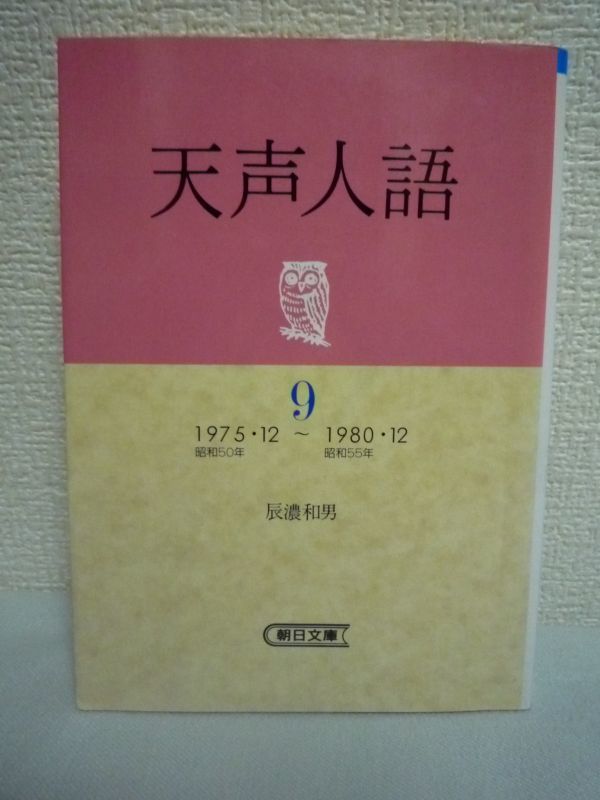 天声人語
9
1975・12 ～ 1980・12
昭和50年 昭和55年
辰濃和男
朝日文庫